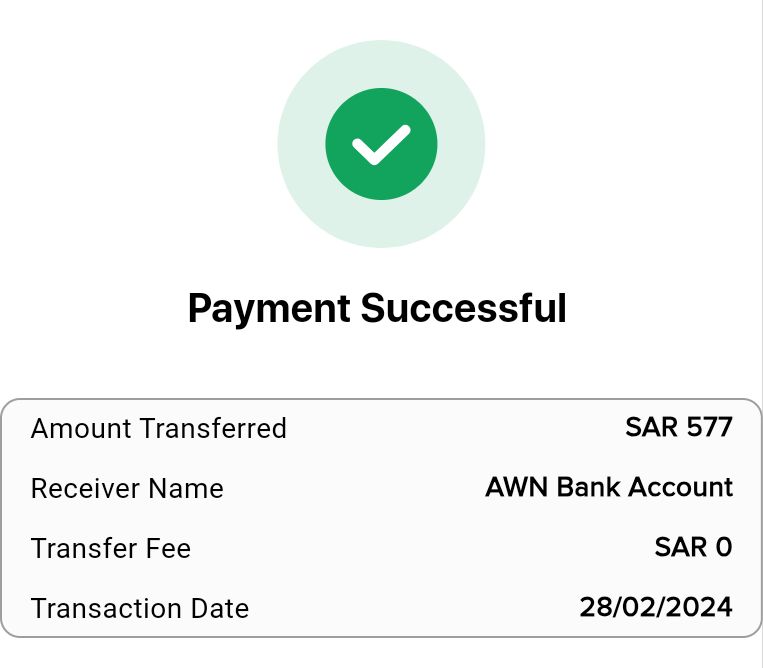 Payment Successful
Amount Transferred SAR 577
Receiver Name AWN Bank Account
Transfer Fee SAR 0
Transaction Date 28/02/2024